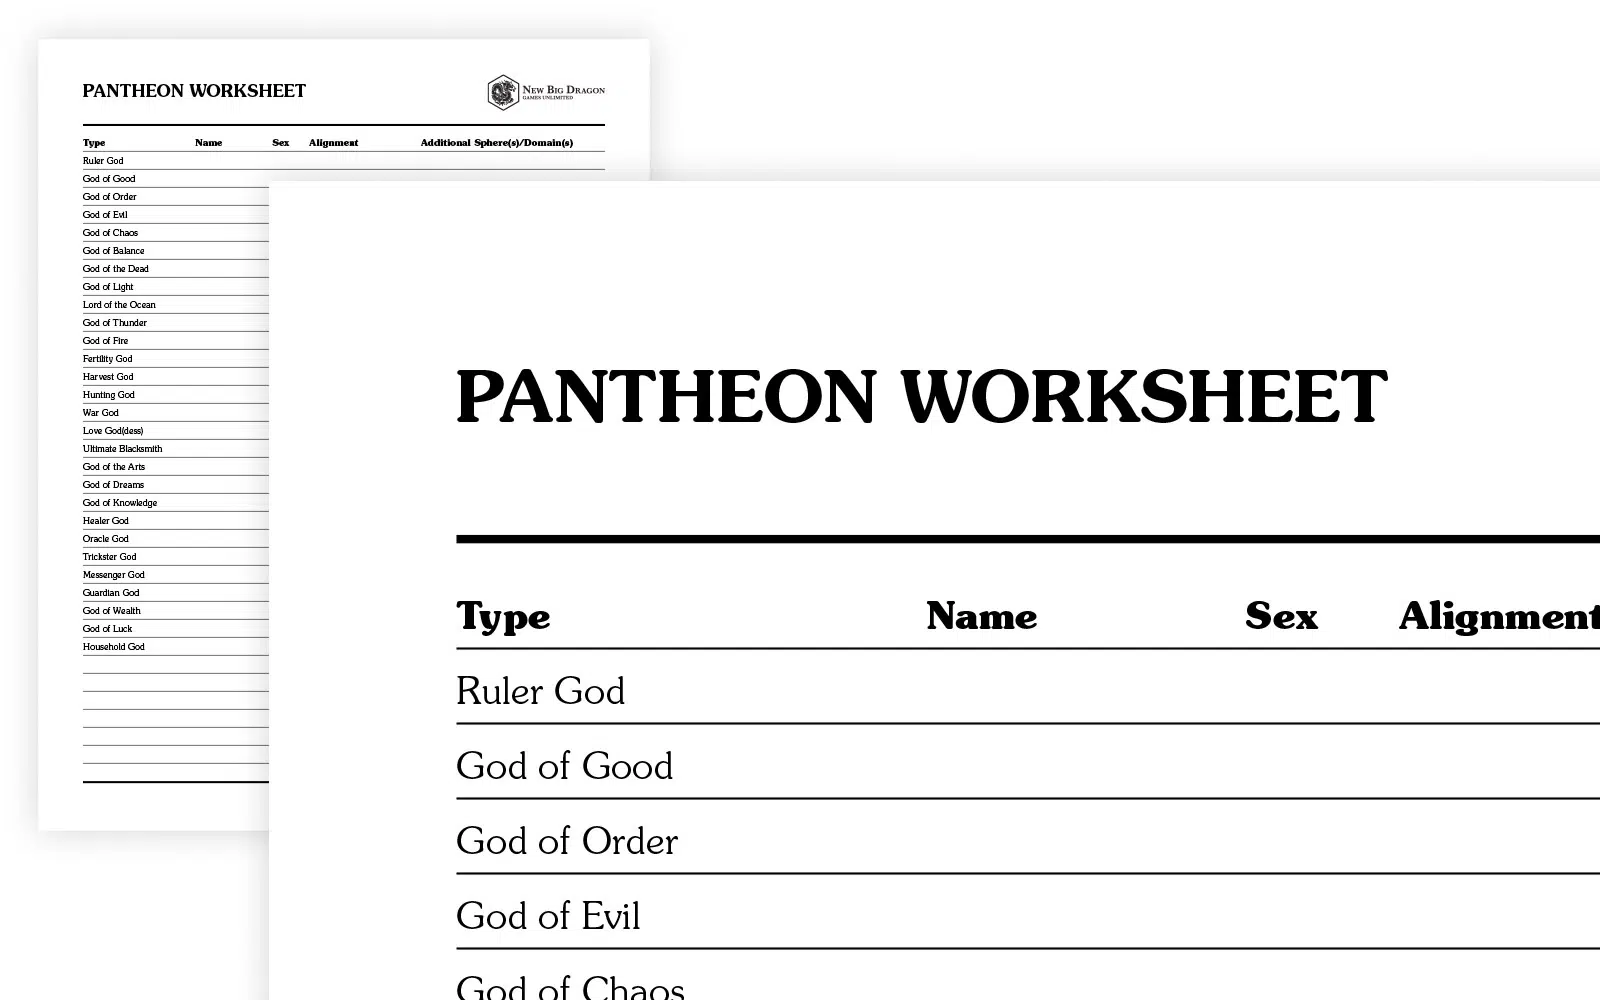 PANTHEON WORKSHEET
NEW BIG DRAGON
GAMES UNLIMITED
Type Name Sex Alignment Additional Sphere(s)/Domain(s)
Ruler God
God of Good
God of Order
God of Evil
God of Chaos
God of Balance
God of the Dead
God of Light
Lord of the Ocean
God of Thunder
God of Fire
Fertility God
Harvest God
Hunting God
War God
Love God(dess)
Ultimate Blacksmith
God of the Arts
God of Dreams
God of Knowledge
Healer God
Oracle God
Trickster God
Messenger God
Guardian God
God of Wealth
God of Luck
Household God
PANTHEON WORKSHEET
Type Name Sex Alignment
Ruler God
God of Good
God of Order
God of Evil
God of Chaos